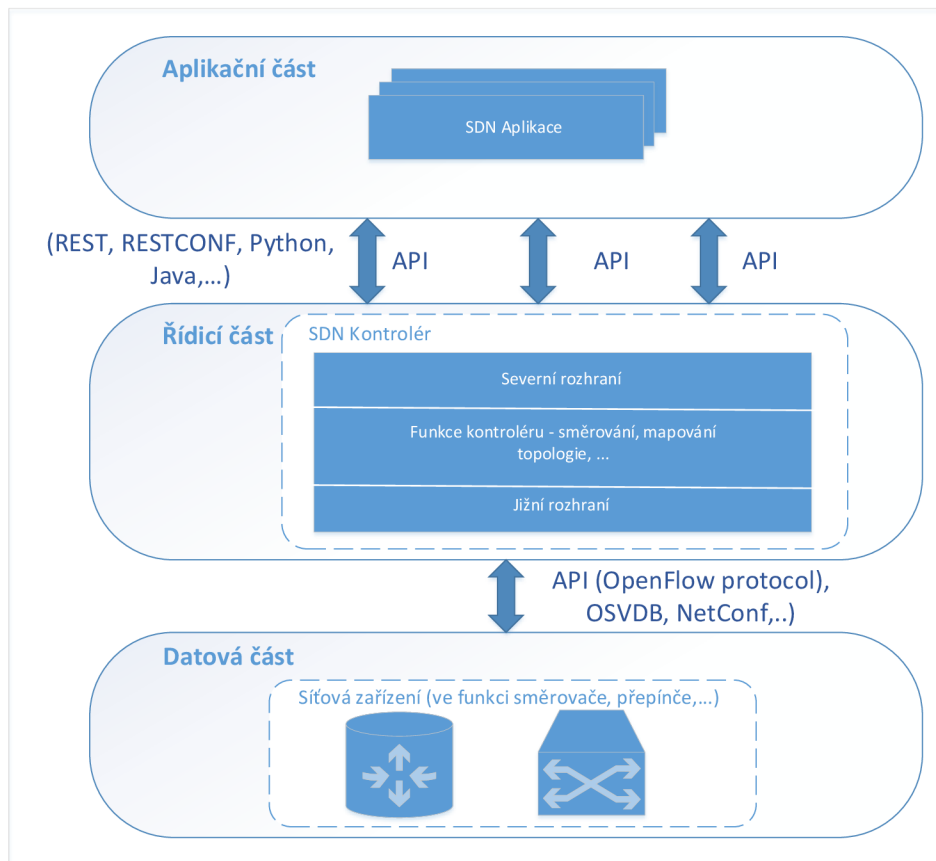 Aplikační část
SDN Aplikace
(REST, RESTCONF, Python,
Java,...)
API
API
API
Řídicí část
SDN Kontrolér
Severní rozhraní
Funkce kontroléru - směrování, mapování
topologie, ...
Jižní rozhraní
API (OpenFlow protocol),
OSVDB, NetConf,..)
Datová část
Síťová zařízení (ve funkci směrovače, přepínče,...)